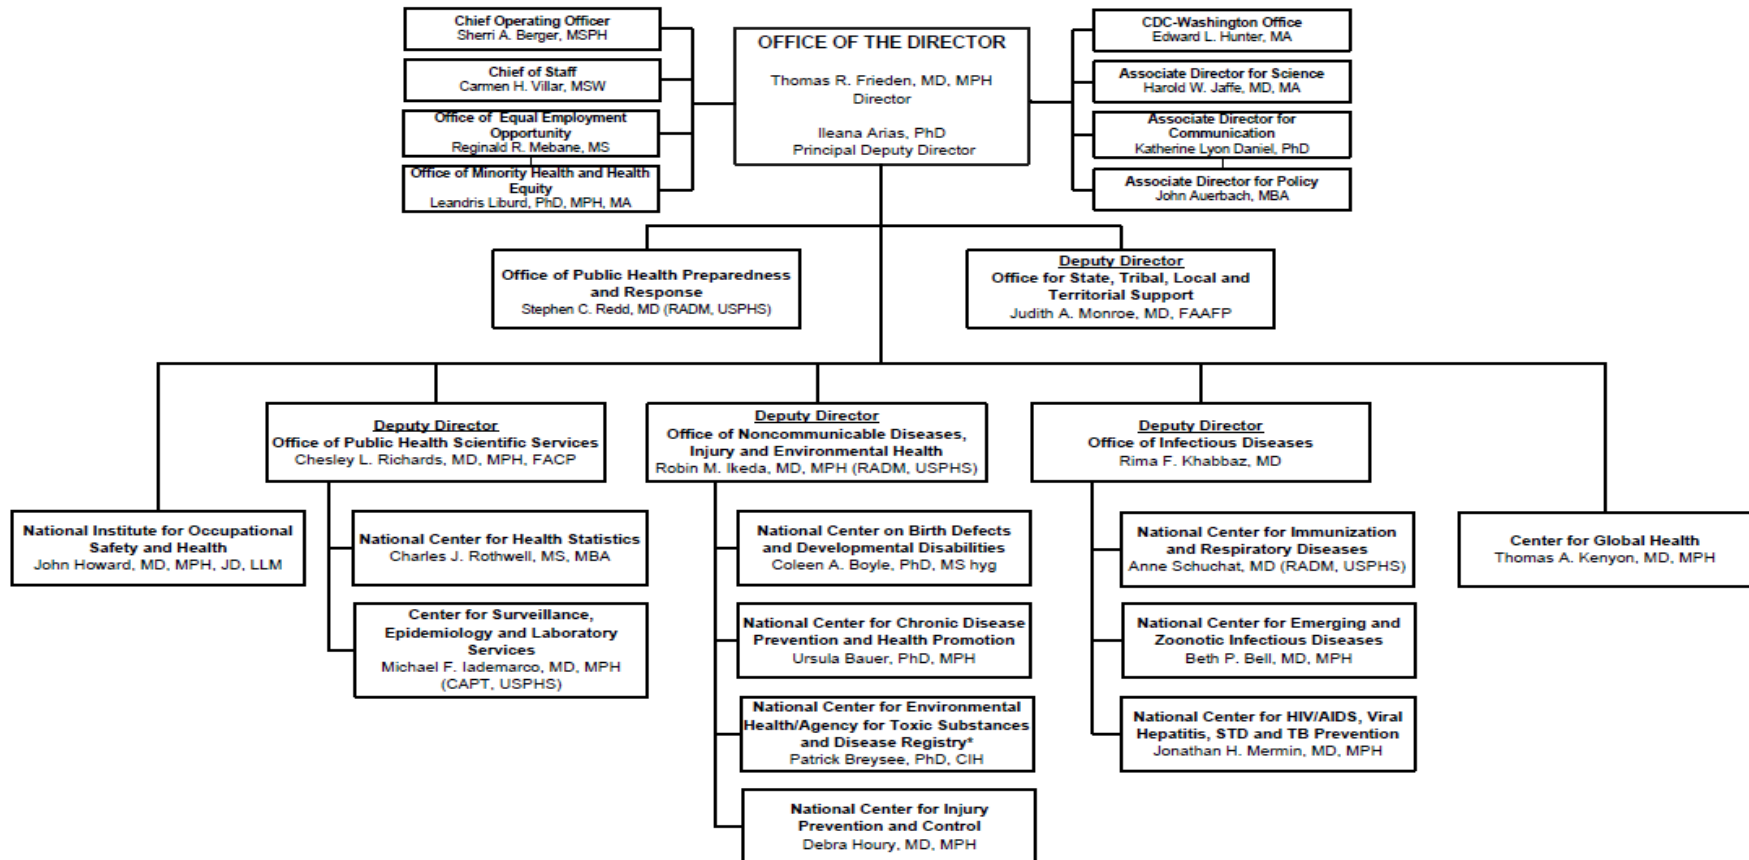 Chief Operating Officer
Sherri A. Berger, MSPH
Chief of Staff
Carmen H. Villar, MSW
Office of Equal Employment
Opportunity
Reginald R. Mebane, MS
Office of Minority Health and Health
Equity
Leandris Liburd, PhD, MPH, MA
OFFICE OF THE DIRECTOR
Thomas R. Frieden, MD, MPH
Director
Ileana Arias, PhD
Principal Deputy Director
CDC-Washington Office
Edward L. Hunter, MA
Associate Director for Science
Harold W. Jaffe, MD, MA
Associate Director for
Communication
Katherine Lyon Daniel, PhD
Associate Director for Policy
John Auerbach, MBA
Office of Public Health Preparedness
and Response
Stephen C. Redd, MD (RADM, USPHS)
Deputy Director
Office for State, Tribal, Local and
Territorial Support
Judith A. Monroe, MD, FAAFP
Deputy Director
Office of Public Health Scientific Services
Chesley L. Richards, MD, MPH, FACP
Deputy Director
Office of Noncommunicable Diseases,
Injury and Environmental Health
Robin M. Ikeda, MD, MPH (RADM, USPHS)
Deputy Director
Office of Infectious Diseases
Rima F. Khabbaz, MD
National Institute for Occupational
Safety and Health
John Howard, MD, MPH, JD, LLM
National Center for Health Statistics
Charles J. Rothwell, MS, MBA
Center for Surveillance,
Epidemiology and Laboratory
Services
Michael F. Iademarco, MD, MPH
(CAPT, USPHS)
National Center on Birth Defects
and Developmental Disabilities
Coleen A. Boyle, PhD, MS hyg
National Center for Chronic Disease
Prevention and Health Promotion
Ursula Bauer, PhD, MPH
National Center for Environmental
Health/Agency for Toxic Substances
and Disease Registry*
Patrick Breysee, PhD, CIH
National Center for Injury
Prevention and Control
Debra Houry, MD, MPH
National Center for Immunization
and Respiratory Diseases
Anne Schuchat, MD (RADM, USPHS)
National Center for Emerging and
Zoonotic Infectious Diseases
Beth P. Bell, MD, MPH
National Center for HIV/AIDS, Viral
Hepatitis, STD and TB Prevention
Jonathan H. Mermin, MD, MPH
Center for Global Health
Thomas A. Kenyon, MD, MPH